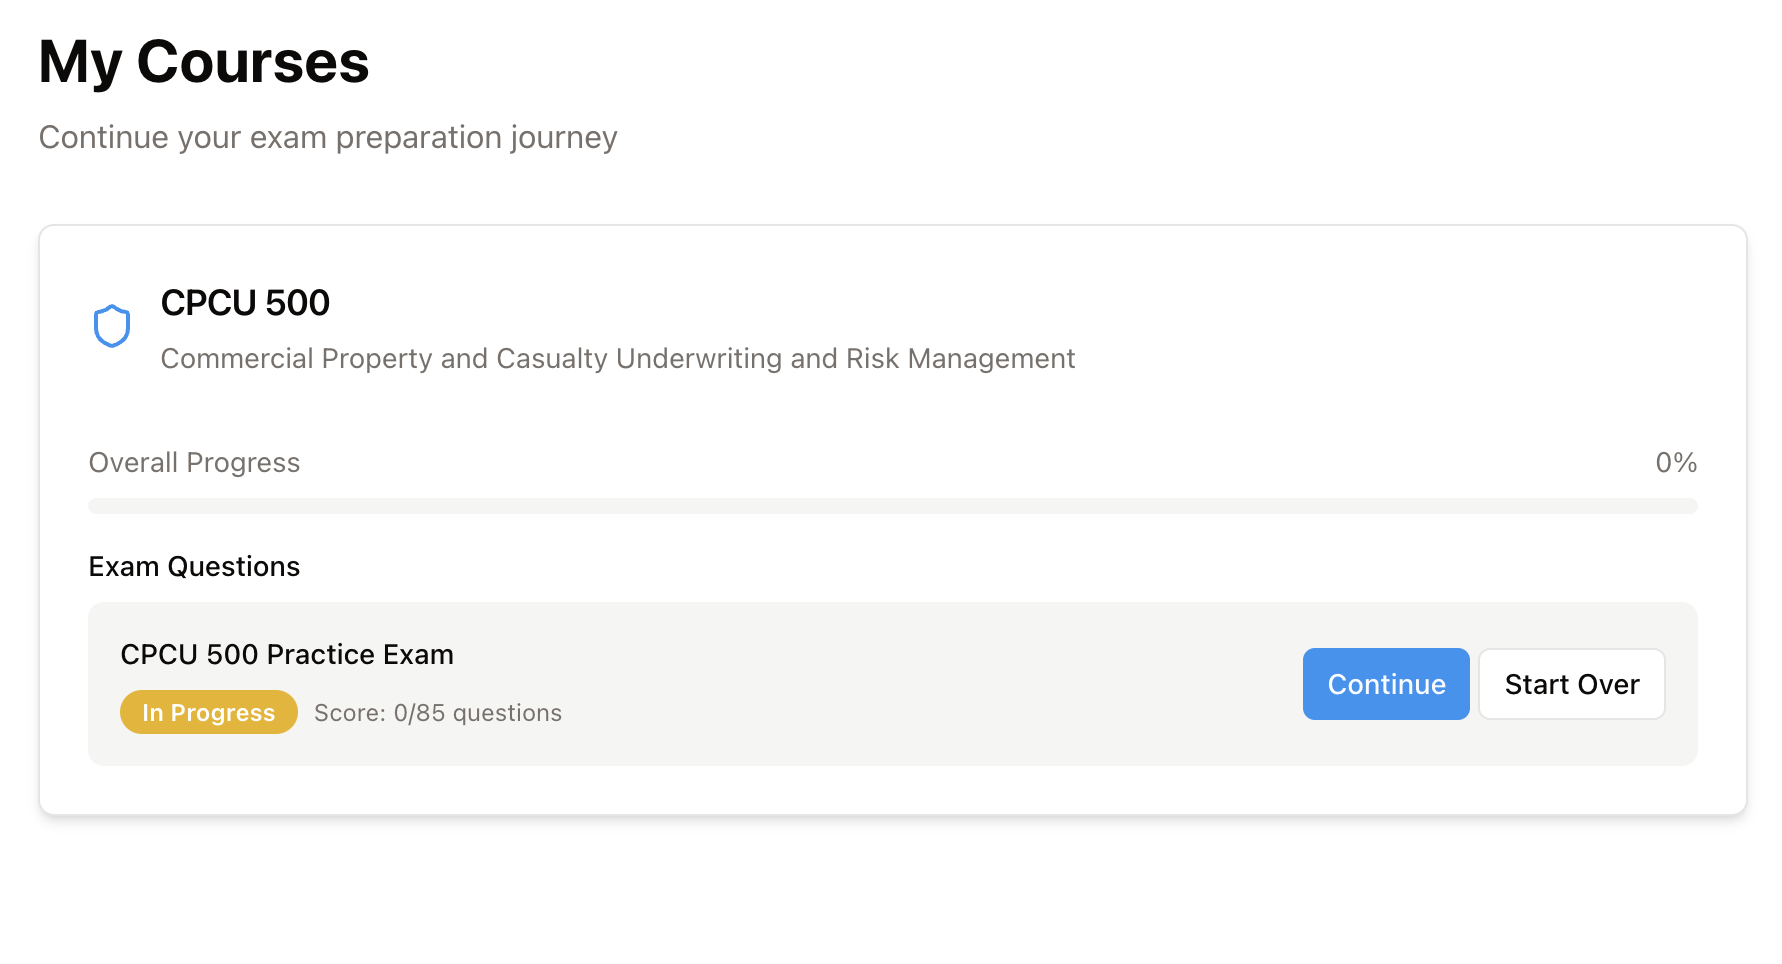 My Courses
Continue your exam preparation journey
CPCU 500
Commercial Property and Casualty Underwriting and Risk Management
Overall Progress 0%
Exam Questions
CPCU 500 Practice Exam
In Progress Score: 0/85 questions
Continue Start Over